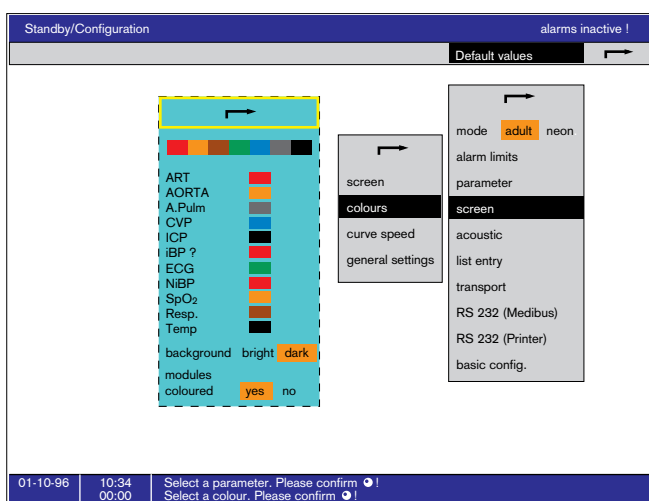 Standby/Configuration alarms inactive !
Default values
ART
AORTA
A.Pulm
CVP
ICP
iBP ?
ECG
NiBP
SpO₂
Resp.
Temp
background bright dark
modules
coloured yes no
screen
colours
curve speed
general settings
mode adult neon
alarm limits
parameter
screen
acoustic
list entry
transport
RS 232 (Medibus)
RS 232 (Printer)
basic config.
01-10-96 10:34 Select a parameter. Please confirm !
00:00 Select a colour. Please confirm !